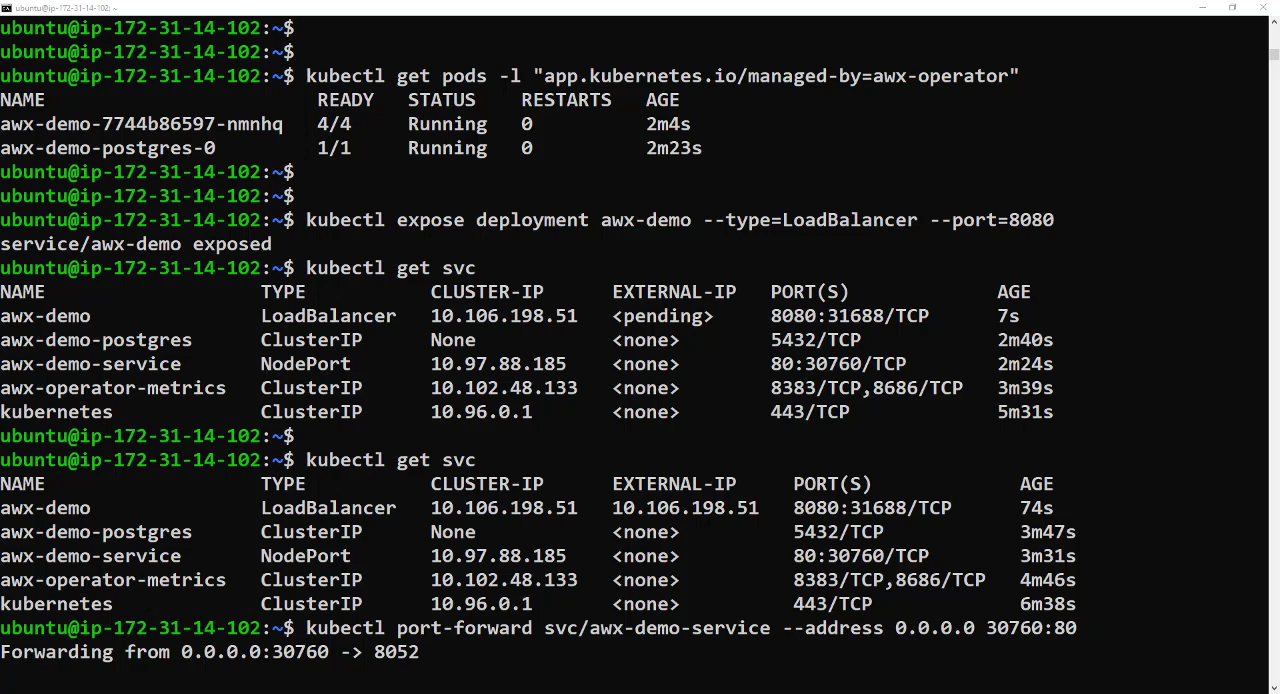 ubuntu@ip-172-31-14-102: ~
ubuntu@ip-172-31-14-102:~$
ubuntu@ip-172-31-14-102:~$
ubuntu@ip-172-31-14-102:~$ kubectl get pods -l "app.kubernetes.io/managed-by=awx-operator"
NAME READY STATUS RESTARTS AGE
awx-demo-7744b86597-nmnhq 4/4 Running 0 2m4s
awx-demo-postgres-0 1/1 Running 0 2m23s
ubuntu@ip-172-31-14-102:~$
ubuntu@ip-172-31-14-102:~$
ubuntu@ip-172-31-14-102:~$ kubectl expose deployment awx-demo --type=LoadBalancer --port=8080
service/awx-demo exposed
ubuntu@ip-172-31-14-102:~$ kubectl get svc
NAME TYPE CLUSTER-IP EXTERNAL-IP PORT(S) AGE
awx-demo LoadBalancer 10.106.198.51 <pending> 8080:31688/TCP 7s
awx-demo-postgres ClusterIP None <none> 5432/TCP 2m40s
awx-demo-service NodePort 10.97.88.185 <none> 80:30760/TCP 2m24s
awx-operator-metrics ClusterIP 10.102.48.133 <none> 8383/TCP,8686/TCP 3m39s
kubernetes ClusterIP 10.96.0.1 <none> 443/TCP 5m31s
ubuntu@ip-172-31-14-102:~$
ubuntu@ip-172-31-14-102:~$ kubectl get svc
NAME TYPE CLUSTER-IP EXTERNAL-IP PORT(S) AGE
awx-demo LoadBalancer 10.106.198.51 10.106.198.51 8080:31688/TCP 74s
awx-demo-postgres ClusterIP None <none> 5432/TCP 3m47s
awx-demo-service NodePort 10.97.88.185 <none> 80:30760/TCP 3m31s
awx-operator-metrics ClusterIP 10.102.48.133 <none> 8383/TCP,8686/TCP 4m46s
kubernetes ClusterIP 10.96.0.1 <none> 443/TCP 6m38s
ubuntu@ip-172-31-14-102:~$ kubectl port-forward svc/awx-demo-service --address 0.0.0.0 30760:80
Forwarding from 0.0.0.0:30760 -> 8052